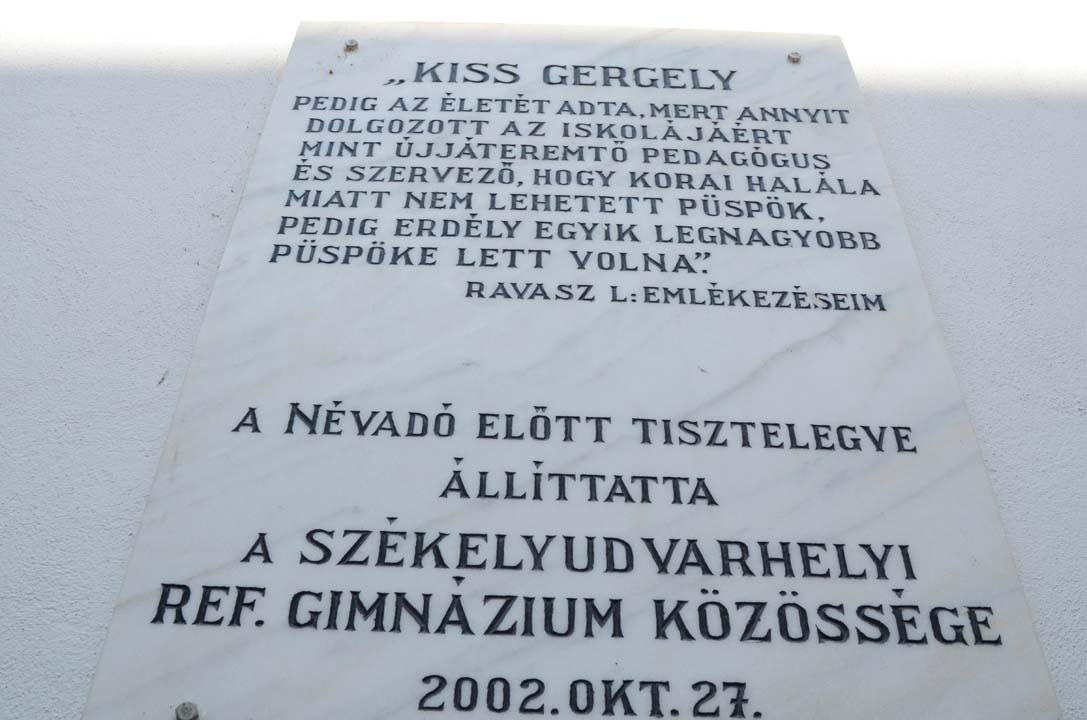 „KISS GERGELY
PEDIG AZ ÉLETÉT ADTA, MERT ANNYIT
DOLGOZOTT AZ ISKOLÁJÁÉRT
MINT ÚJJÁTEREMTŐ PEDAGÓGUS
ÉS SZERVEZŐ, HOGY KORAI HALÁLA
MIATT NEM LEHETETT PÜSPÖK,
PEDIG ERDÉLY EGYIK LEGNAGYOBB
PÜSPÖKE LETT VOLNA".
RAVASZ L: EMLÉKEZÉSEIM
A NÉVADÓ ELŐTT TISZTELEGVE
ÁLLÍTTATTA
A SZÉKELYUDVARHELYI
REF. GIMNÁZIUM KÖZÖSSÉGE
2002. OKT. 27.